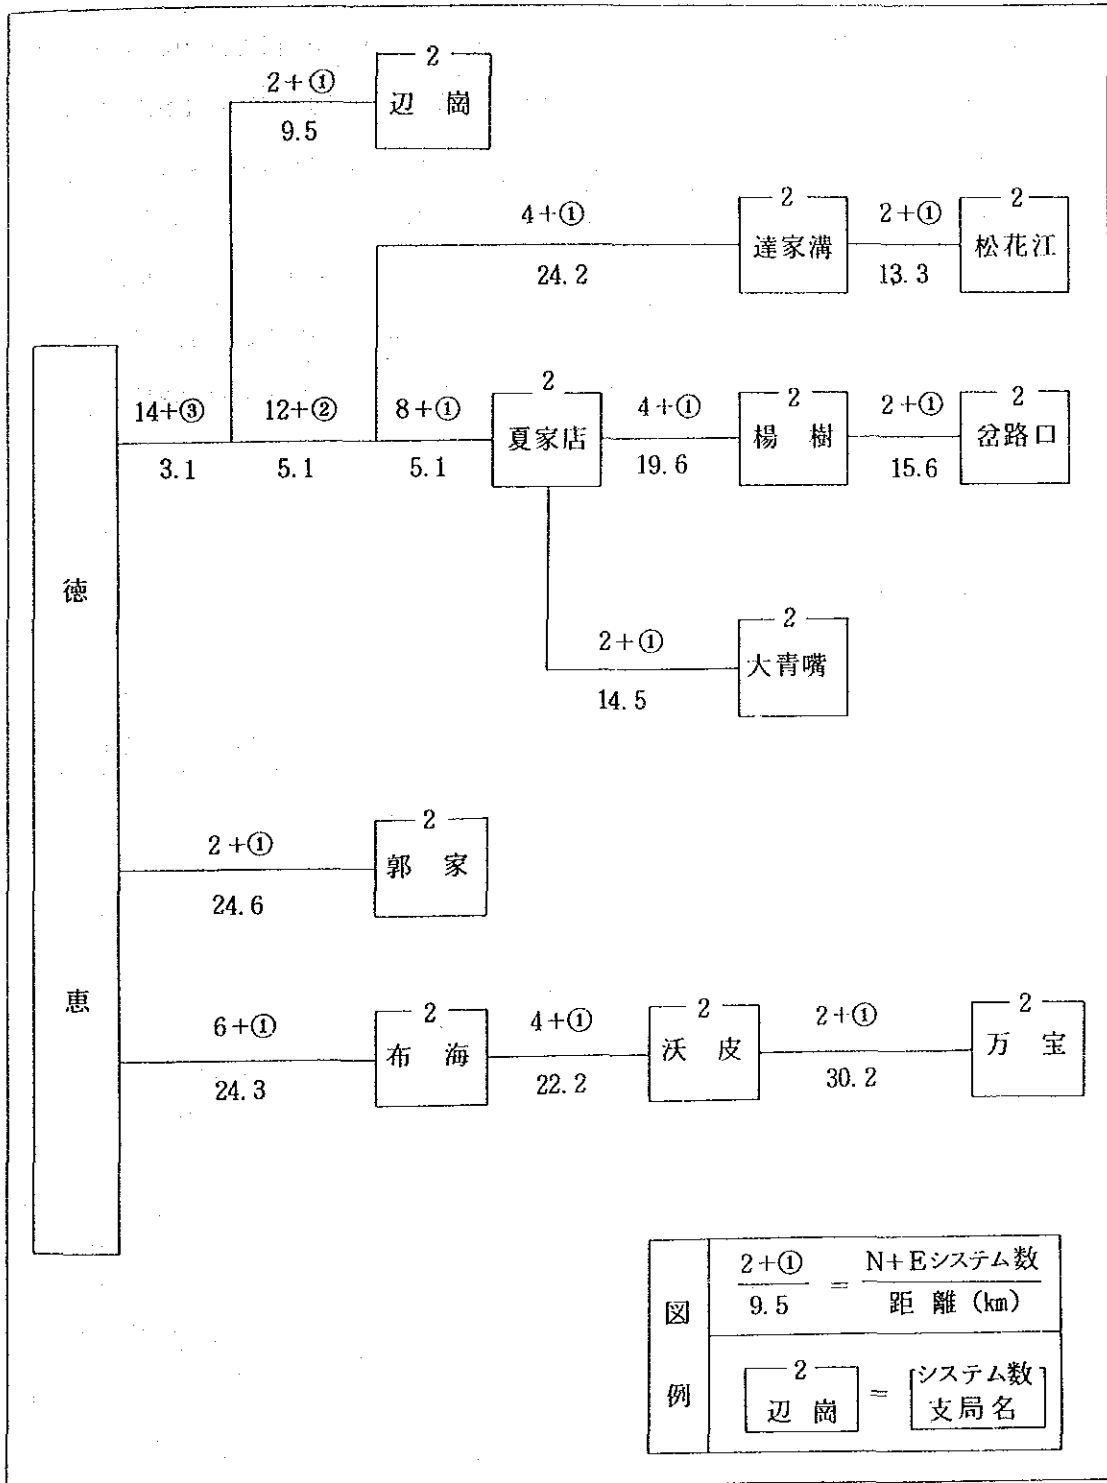 2
2+①
辺 崗
9.5
2
2
4+①
2+①
達家溝
松花江
24.2
13.3
2
2
2
14+③
12+②
8+①
4+①
2+①
夏家店
楊 樹
岔路口
3.1
5.1
5.1
19.6
15.6
徳 恵
2
2+①
大青嘴
14.5
2
2+①
郭 家
24.6
2
2
2
6+①
4+①
2+①
布 海
沃 皮
万 宝
24.3
22.2
30.2
図 例
2+① = N+Eシステム数
9.5 距 離 (km)
2 システム数
辺 崗 = 支局名